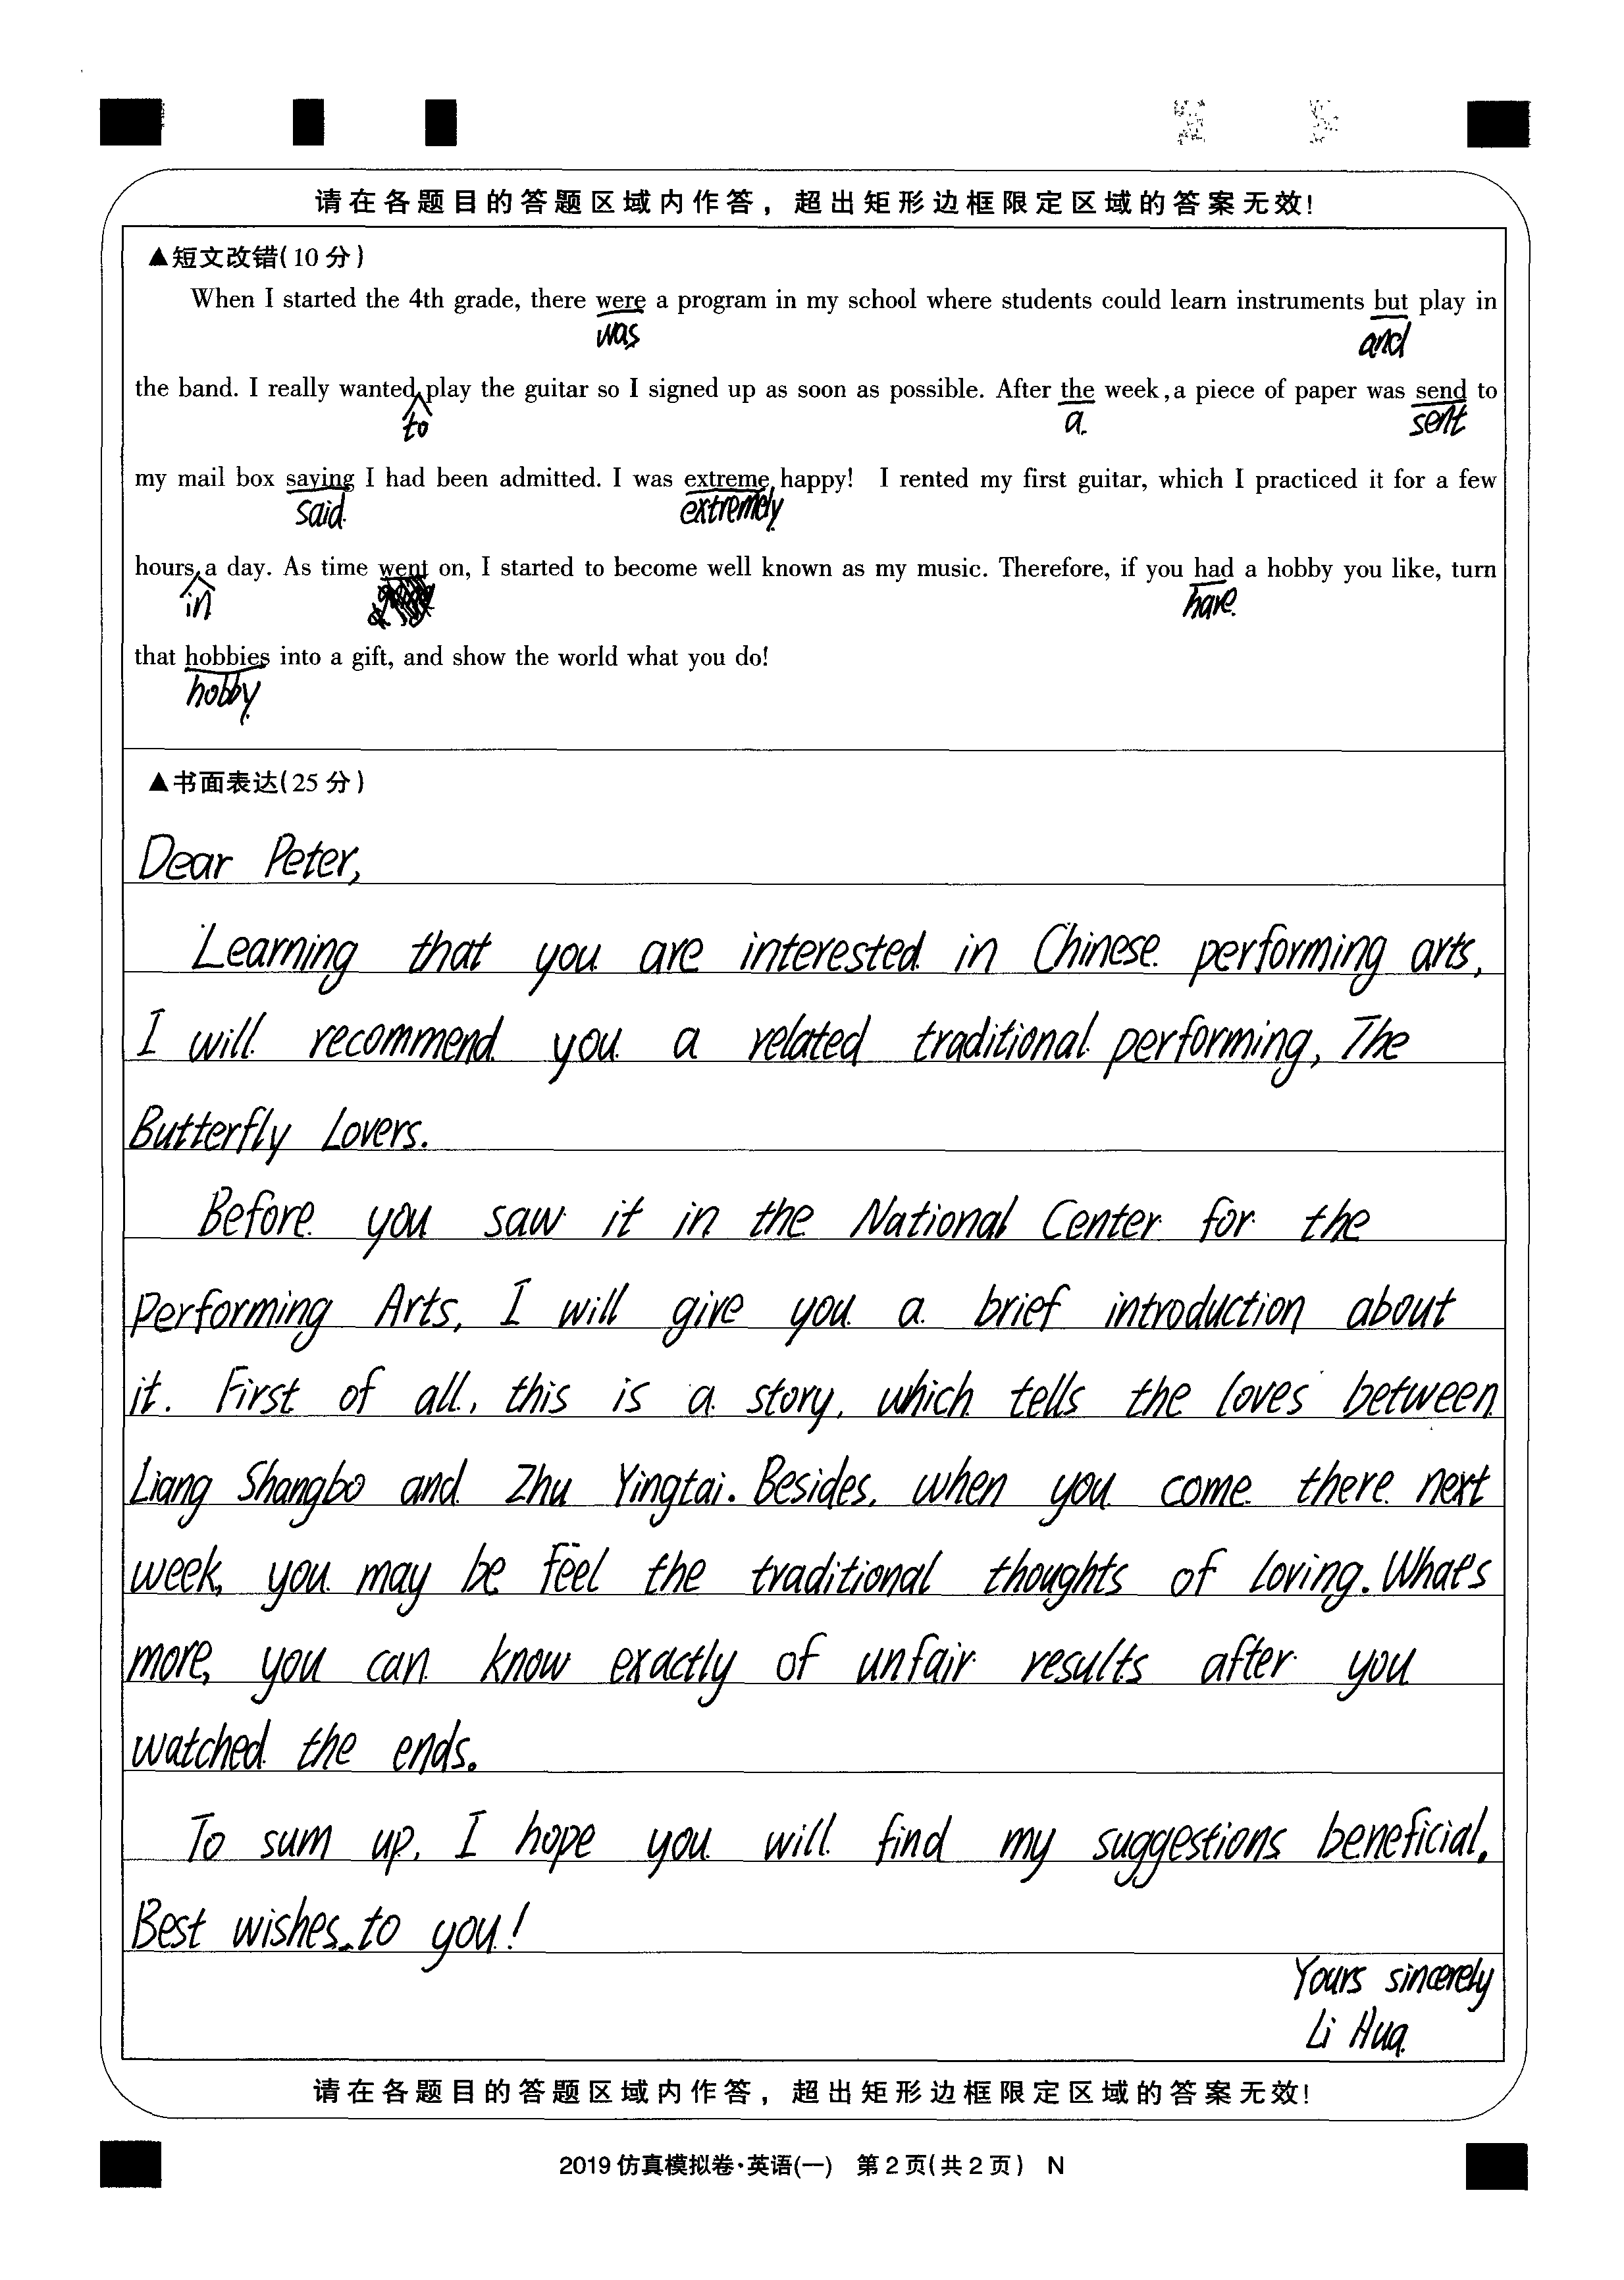 请在各题目的答题区域内作答，超出矩形边框限定区域的答案无效!
▲短文改错(10分)
When I started the 4th grade, there were a program in my school where students could learn instruments but play in
was and
the band. I really wanted play the guitar so I signed up as soon as possible. After the week,a piece of paper was send to
to a sent
my mail box saying I had been admitted. I was extreme happy! I rented my first guitar, which I practiced it for a few
said extremely
hours a day. As time went on, I started to become well known as my music. Therefore, if you had a hobby you like, turn
in have
that hobbies into a gift, and show the world what you do!
hobby
▲书面表达(25分)
Dear Peter,
Learning that you are interested in Chinese performing arts,
I will recommend you a related traditional performing, The
Butterfly Lovers.
Before you saw it in the National Center for the
Performing Arts, I will give you a brief introduction about
it. First of all, this is a story, which tells the loves between
Liang Shangbo and Zhu Yingtai. Besides, when you come there next
week, you may be feel the traditional thoughts of loving. What's
more, you can know exactly of unfair results after you
watched the ends.
To sum up, I hope you will find my suggestions beneficial.
Best wishes to you!
Yours sincerely
Li Hua
请在各题目的答题区域内作答，超出矩形边框限定区域的答案无效!
2019仿真模拟卷·英语(一) 第2页(共2页) N